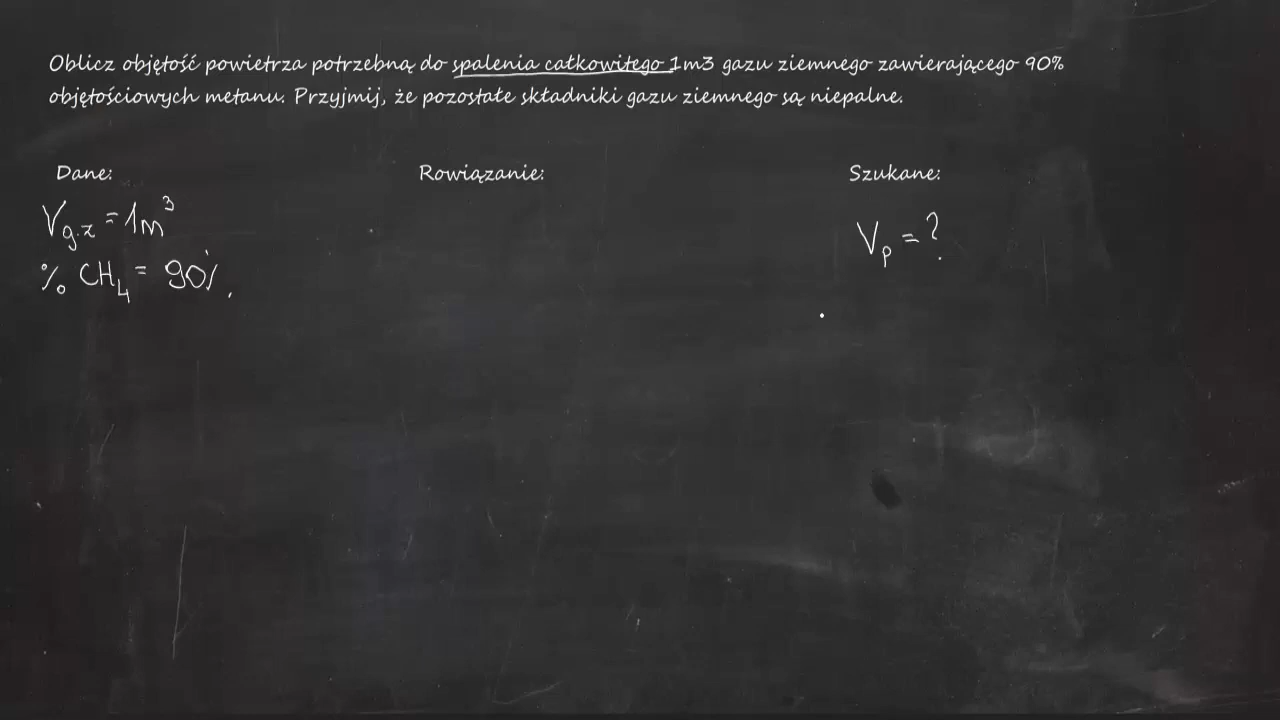 Oblicz objętość powietrza potrzebną do spalenia całkowitego 1m3 gazu ziemnego zawierającego 90%
objętościowych metanu. Przyjmij, że pozostałe składniki gazu ziemnego są niepalne.
Dane:
Rowiązanie:
Szukane:
Vg.z = 1m³
Vp = ?
% CH₄ = 90%.